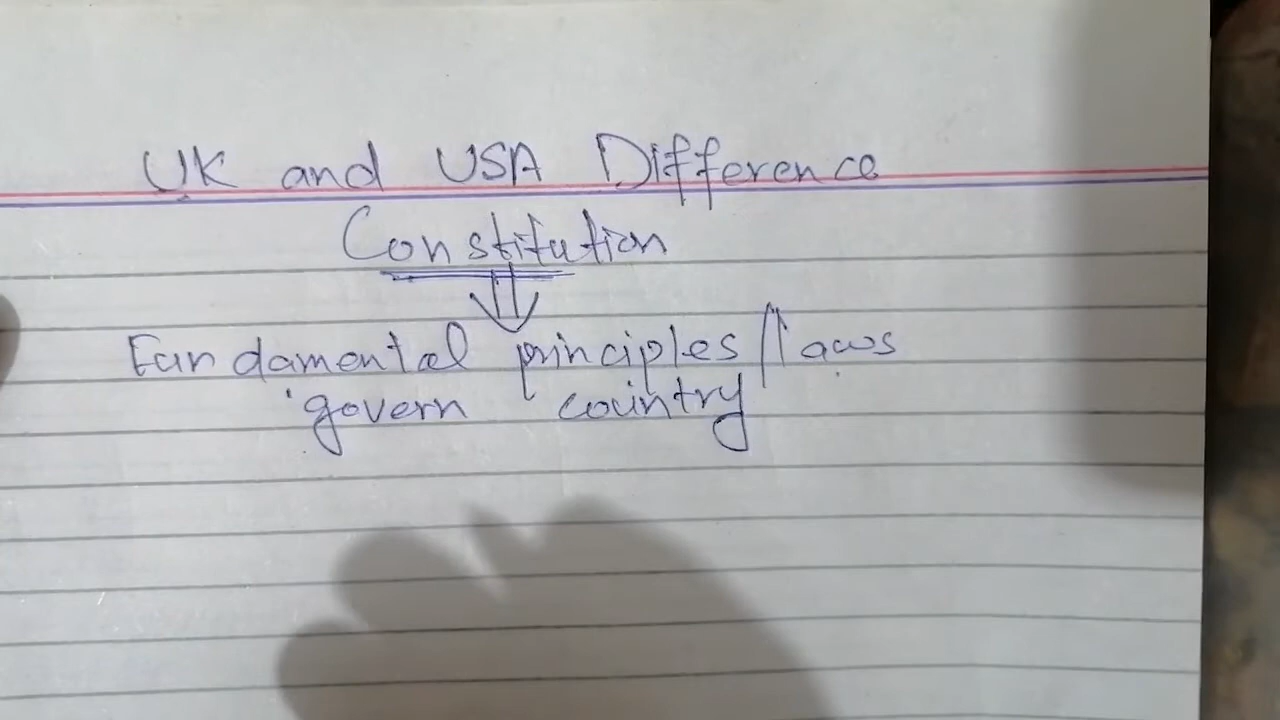 UK and USA Difference
Constitution
Fundamental principles/laws
govern country